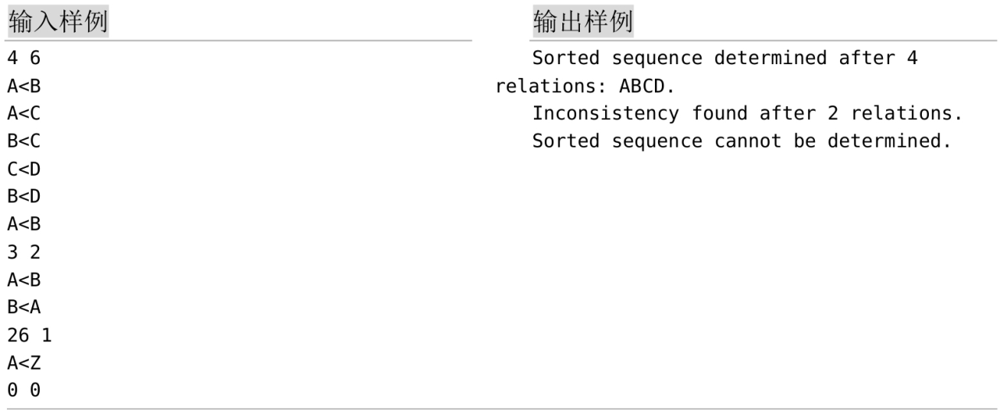 输入样例
4 6
A<B
A<C
B<C
C<D
B<D
A<B
3 2
A<B
B<A
26 1
A<Z
0 0
输出样例
Sorted sequence determined after 4
relations: ABCD.
Inconsistency found after 2 relations.
Sorted sequence cannot be determined.